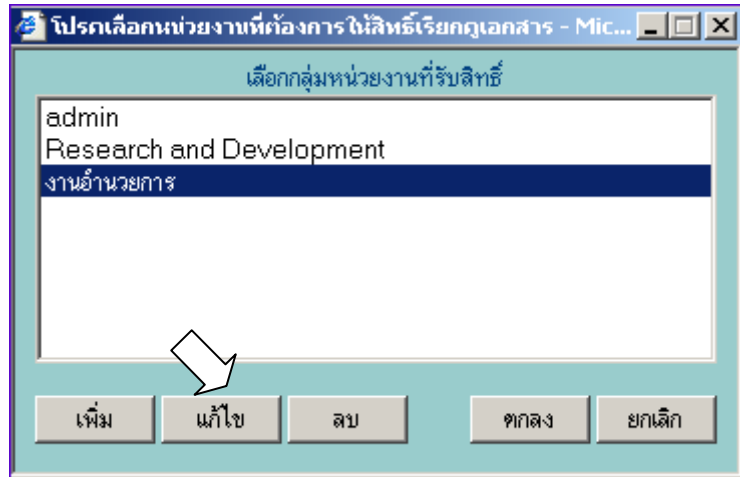 โปรดเลือกหน่วยงานที่ต้องการให้สิทธิ์เรียกดูเอกสาร - Mic...
เลือกกลุ่มหน่วยงานที่รับสิทธิ์
admin
Research and Development
งานอำนวยการ
เพิ่ม แก้ไข ลบ ตกลง ยกเลิก